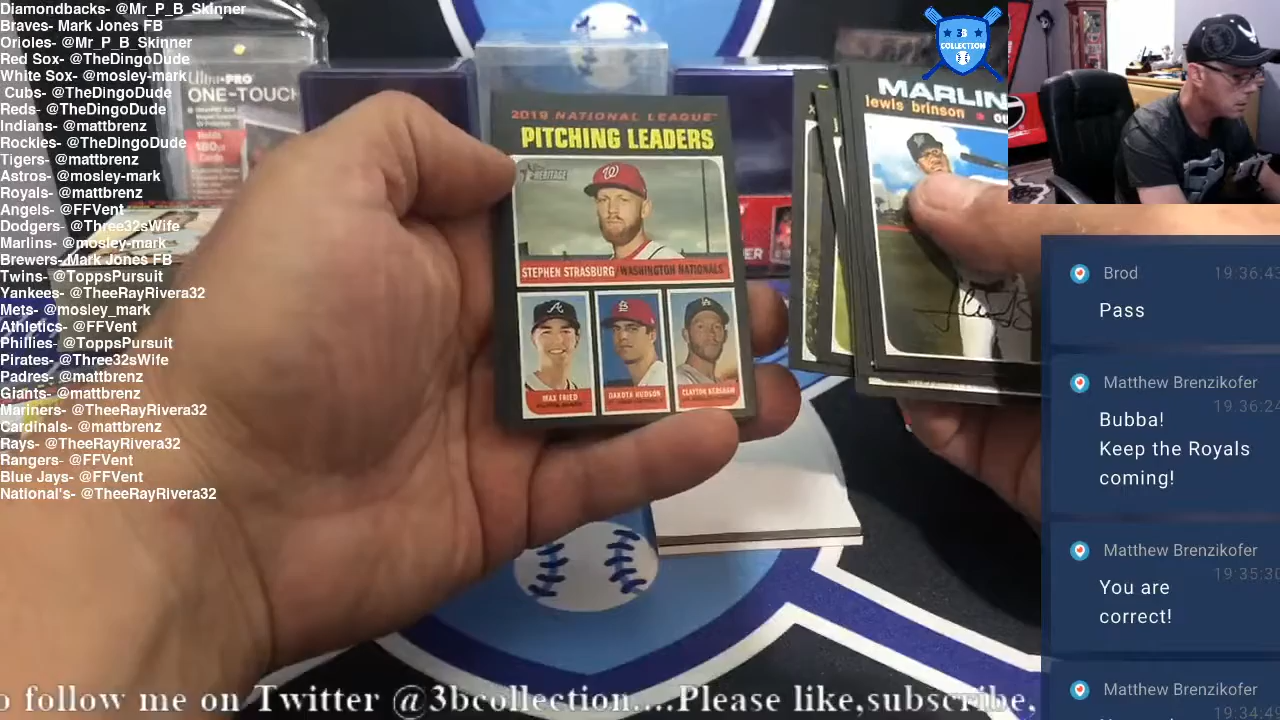 Diamondbacks- @Mr_P_B_Skinner
Braves- Mark Jones FB
Orioles- @Mr_P_B_Skinner
Red Sox- @TheDingoDude
White Sox- @mosley-mark
Cubs- @TheDingoDude
Reds- @TheDingoDude
Indians- @mattbrenz
Rockies- @TheDingoDude
Tigers- @mattbrenz
Astros- @mosley-mark
Royals- @mattbrenz
Angels- @FFVent
Dodgers- @Three32sWife
Marlins- @mosley-mark
Brewers- Mark Jones FB
Twins- @ToppsPursuit
Yankees- @TheeRayRivera32
Mets- @mosley_mark
Athletics- @FFVent
Phillies- @ToppsPursuit
Pirates- @Three32sWife
Padres- @mattbrenz
Giants- @mattbrenz
Mariners- @TheeRayRivera32
Cardinals- @mattbrenz
Rays- @TheeRayRivera32
Rangers- @FFVent
Blue Jays- @FFVent
National's- @TheeRayRivera32
Ultra-PRO
ONE-TOUCH
2019 NATIONAL LEAGUE
PITCHING LEADERS
HERITAGE
STEPHEN STRASBURG/WASHINGTON NATIONALS
MAX FRIED
DAKOTA HUDSON
CLAYTON KERSHAW
MARLIN
lewis brinson
3B
COLLECTION
Brod 19:36:43
Pass
Matthew Brenzikofer
19:36:24
Bubba!
Keep the Royals
coming!
Matthew Brenzikofer
19:35:30
You are
correct!
Matthew Brenzikofer
19:34:49
o follow me on Twitter @3bcollection....Please like,subscribe,